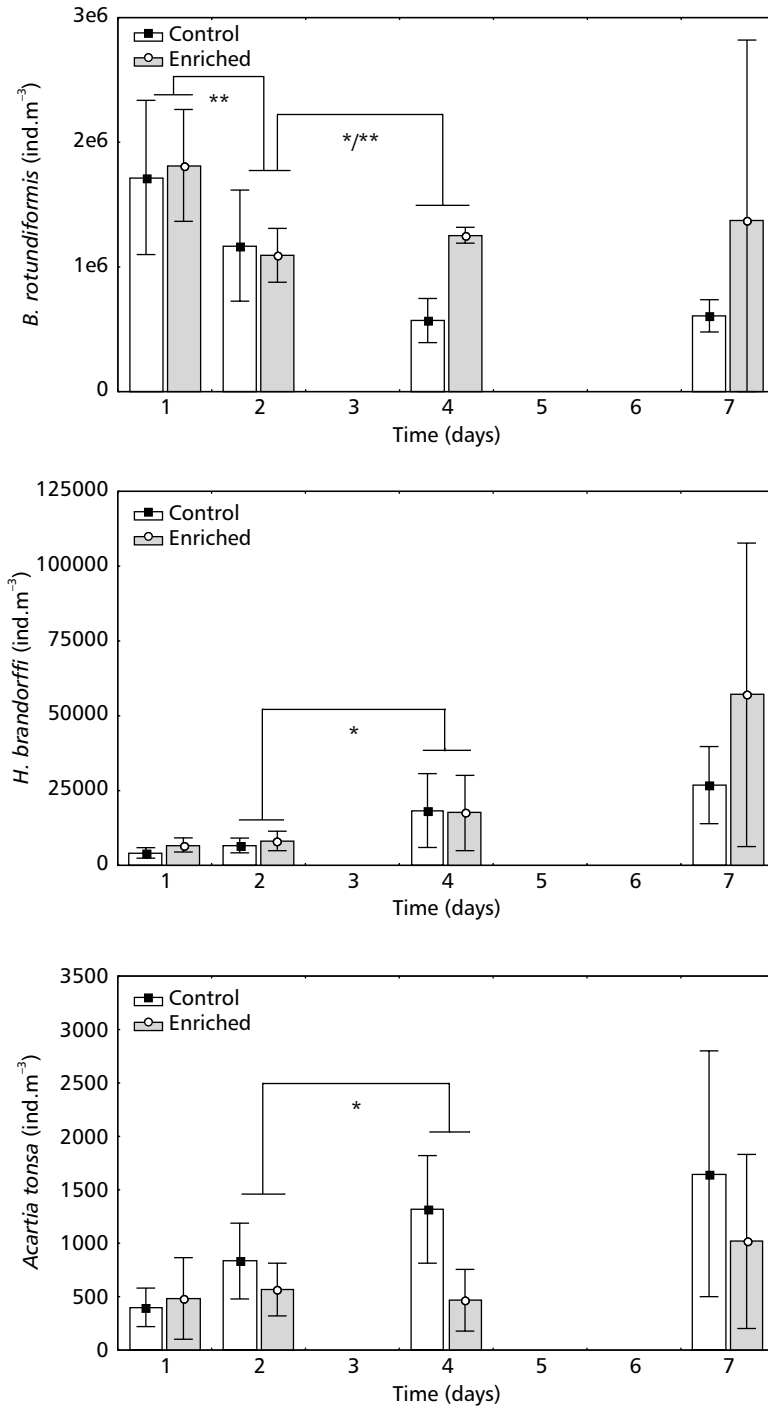 3e6
Control
Enriched
**
*/**
2e6
1e6
0
B. rotundiformis (ind.m⁻³)
1 2 3 4 5 6 7
Time (days)
125000
Control
Enriched
100000
75000
50000
*
25000
0
H. brandorffi (ind.m⁻³)
1 2 3 4 5 6 7
Time (days)
3500
Control
3000
Enriched
2500
*
2000
1500
1000
500
0
Acartia tonsa (ind.m⁻³)
1 2 3 4 5 6 7
Time (days)